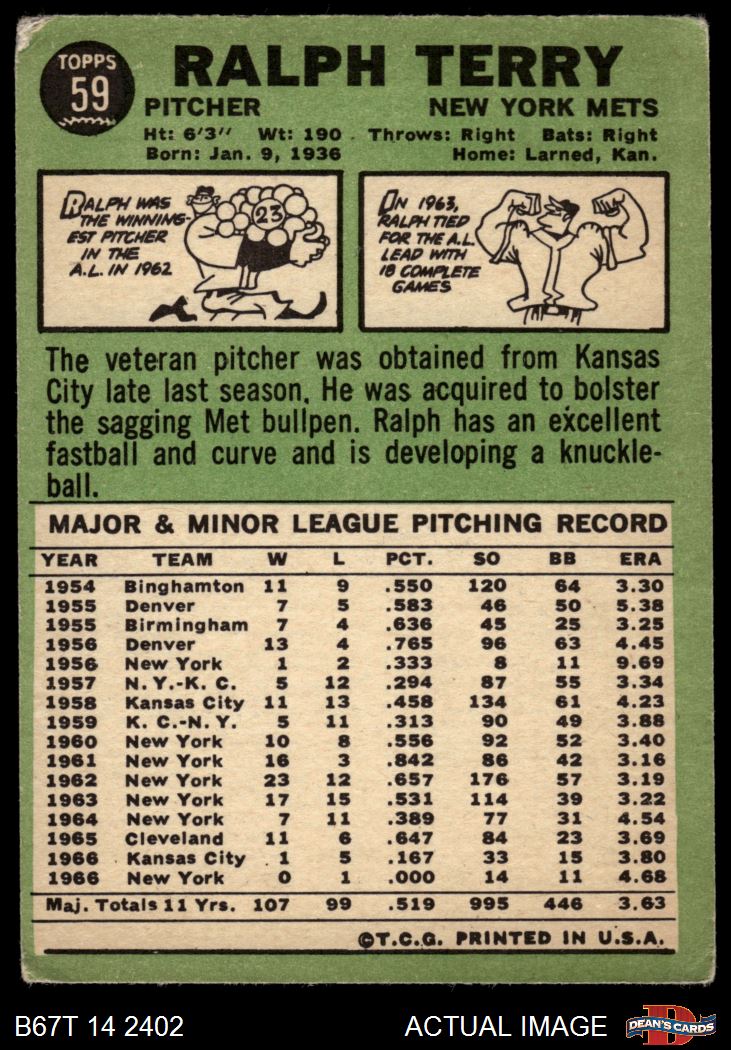 TOPPS
59
RALPH TERRY
PITCHER NEW YORK METS
Ht: 6'3" Wt: 190 Throws: Right Bats: Right
Born: Jan. 9, 1936 Home: Larned, Kan.
RALPH WAS
THE WINNING-
EST PITCHER
IN THE
A.L. IN 1962
23
IN 1963,
RALPH TIED
FOR THE A.L.
LEAD WITH
18 COMPLETE
GAMES
The veteran pitcher was obtained from Kansas
City late last season. He was acquired to bolster
the sagging Met bullpen. Ralph has an excellent
fastball and curve and is developing a knuckle-
ball.
MAJOR & MINOR LEAGUE PITCHING RECORD
YEAR TEAM W L PCT. SO BB ERA
1954 Binghamton 11 9 .550 120 64 3.30
1955 Denver 7 5 .583 46 50 5.38
1955 Birmingham 7 4 .636 45 25 3.25
1956 Denver 13 4 .765 96 63 4.45
1956 New York 1 2 .333 8 11 9.69
1957 N.Y.-K.C. 5 12 .294 87 55 3.34
1958 Kansas City 11 13 .458 134 61 4.23
1959 K.C.-N.Y. 5 11 .313 90 49 3.88
1960 New York 10 8 .556 92 52 3.40
1961 New York 16 3 .842 86 42 3.16
1962 New York 23 12 .657 176 57 3.19
1963 New York 17 15 .531 114 39 3.22
1964 New York 7 11 .389 77 31 4.54
1965 Cleveland 11 6 .647 84 23 3.69
1966 Kansas City 1 5 .167 33 15 3.80
1966 New York 0 1 .000 14 11 4.68
Maj. Totals 11 Yrs. 107 99 .519 995 446 3.63
©T.C.G. PRINTED IN U.S.A.
B67T 14 2402 ACTUAL IMAGE DEAN'S CARDS